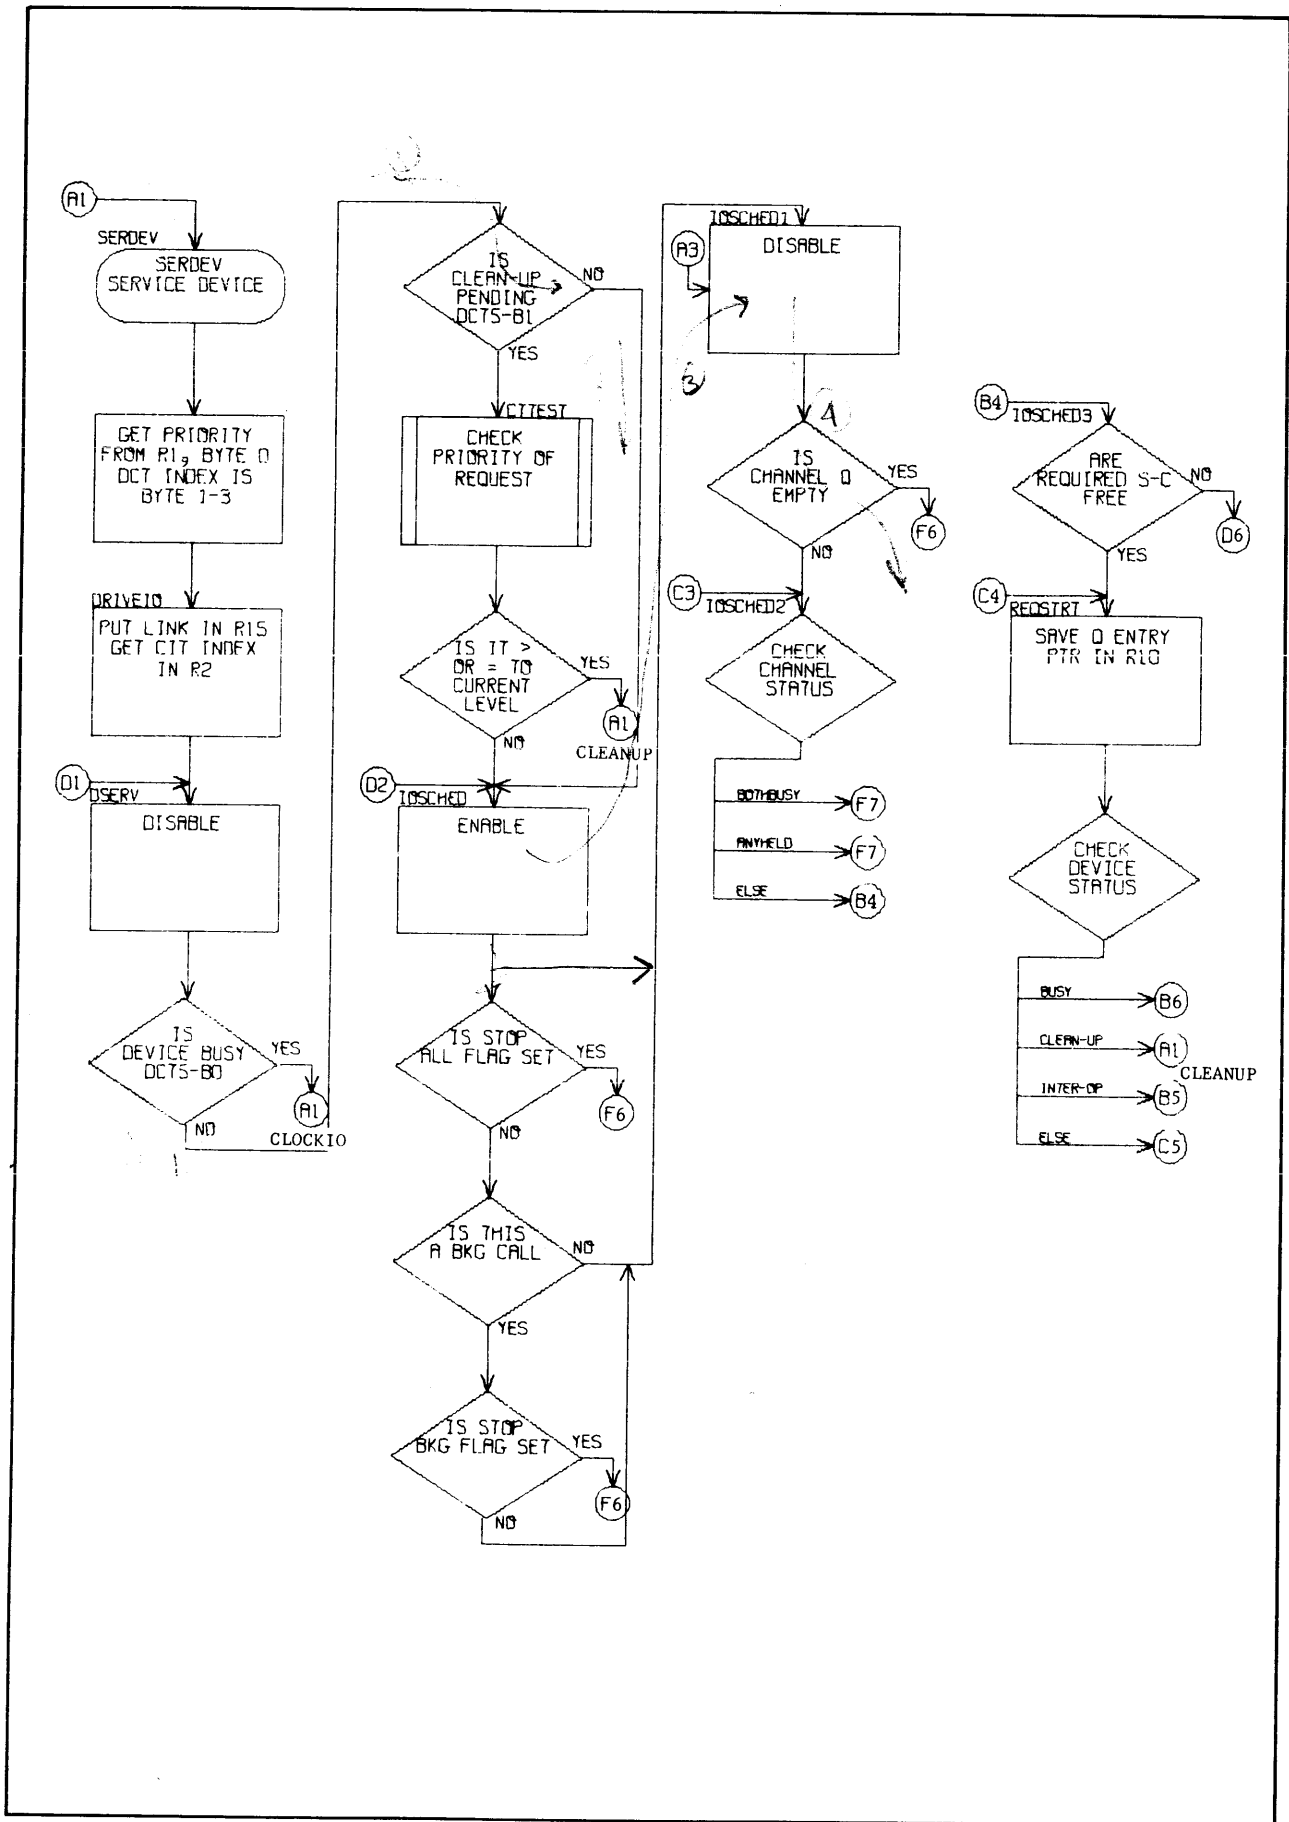 A1
SERDEV
SERDEV
SERVICE DEVICE
GET PRIORITY
FROM R1, BYTE 0
DCT INDEX IS
BYTE 1-3
DRIVEIO
PUT LINK IN R15
GET CIT INDEX
IN R2
D1
DSERV
DISABLE
IS
DEVICE BUSY
DCT5-B0
YES
A1
CLOCKIO
NO
IS
CLEAN-UP
PENDING
DCT5-B1
NO
YES
CITEST
CHECK
PRIORITY OF
REQUEST
IS IT >
OR = TO
CURRENT
LEVEL
YES
A1
CLEANUP
NO
D2
IOSCHED
ENABLE
IS STOP
ALL FLAG SET
YES
F6
NO
IS THIS
A BKG CALL
NO
YES
IS STOP
BKG FLAG SET
YES
F6
NO
IOSCHED1
A3
DISABLE
3
4
IS
CHANNEL Q
EMPTY
YES
F6
NO
C3
IOSCHED2
CHECK
CHANNEL
STATUS
BOTHBUSY
F7
ANYHELD
F7
ELSE
B4
B4
IOSCHED3
ARE
REQUIRED S-C
FREE
NO
D6
YES
C4
REQSTRT
SAVE Q ENTRY
PTR IN R10
CHECK
DEVICE
STATUS
BUSY
B6
CLEAN-UP
A1
CLEANUP
INTER-OP
B5
ELSE
C5